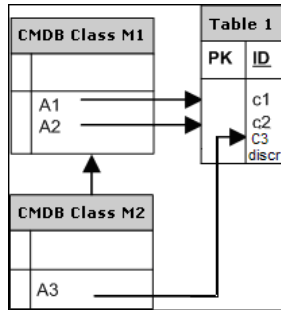 CMDB Class M1
A1
A2
Table 1
PK ID
c1
c2
C3
discr
CMDB Class M2
A3